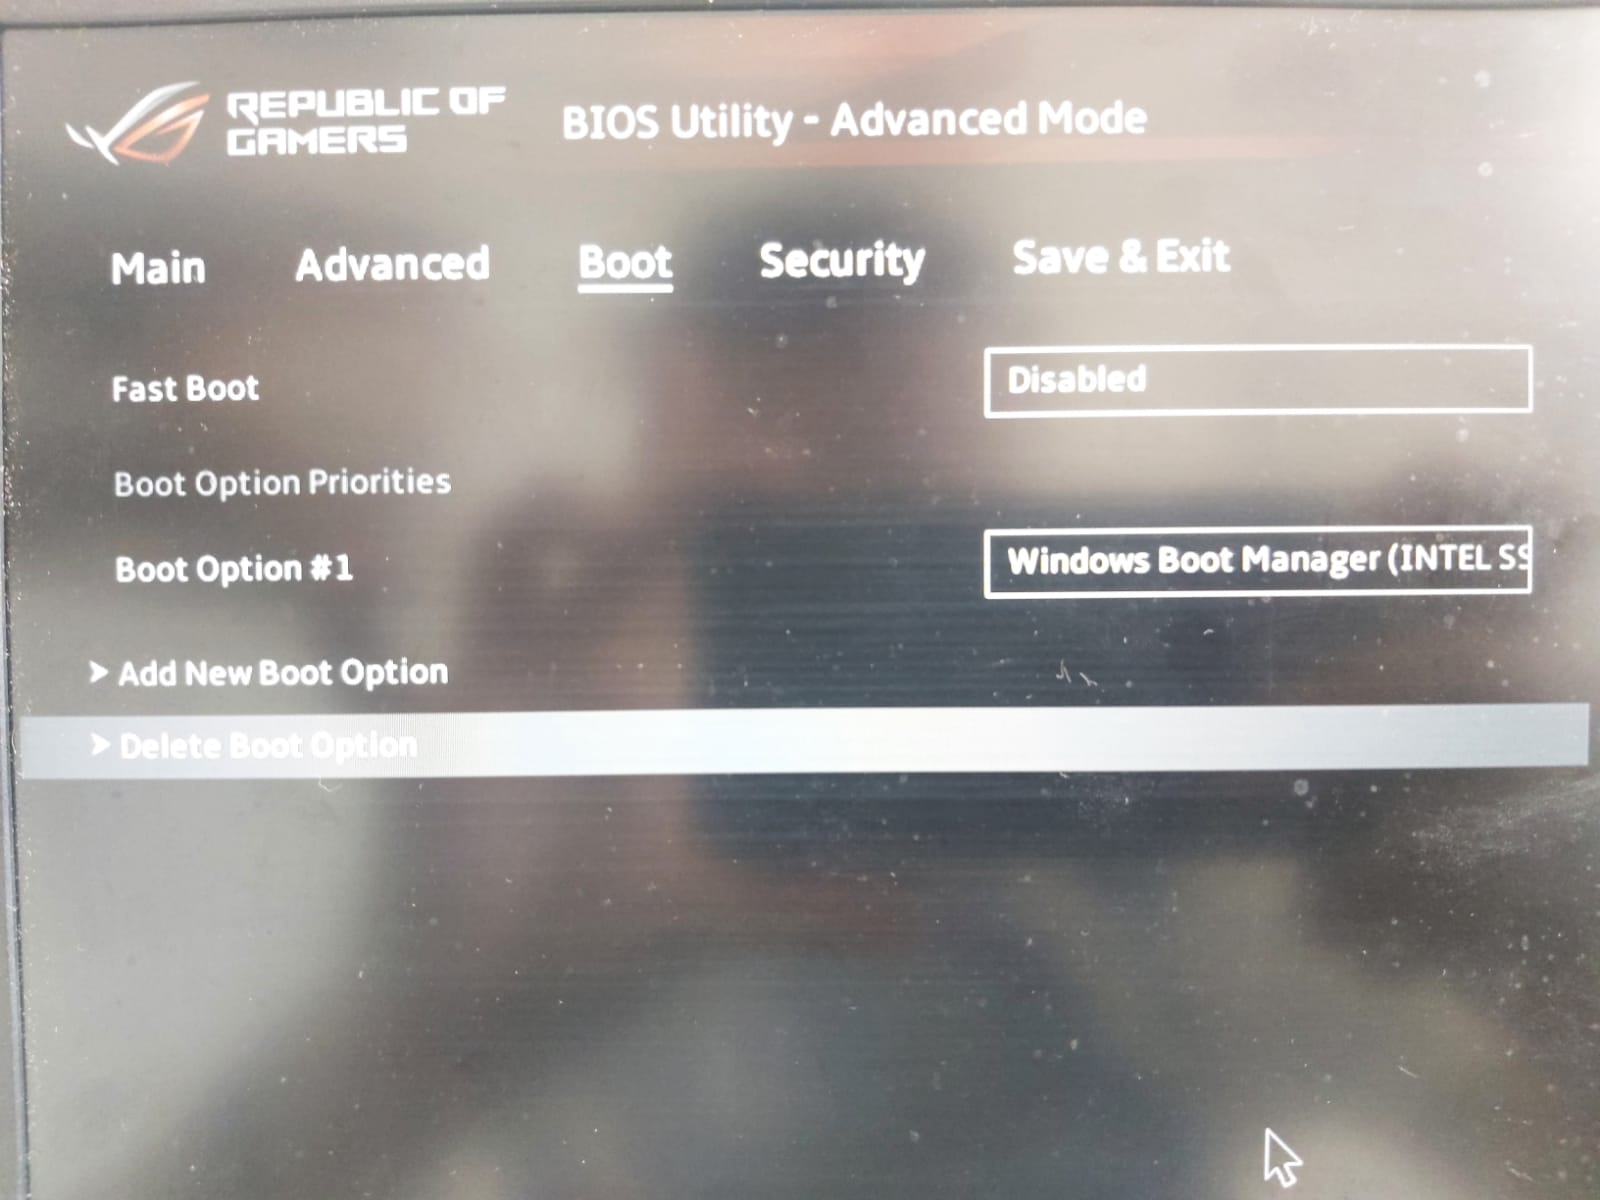 REPUBLIC OF
GAMERS
BIOS Utility - Advanced Mode
Main Advanced Boot Security Save & Exit
Fast Boot Disabled
Boot Option Priorities
Boot Option #1 Windows Boot Manager (INTEL SS
> Add New Boot Option
> Delete Boot Option